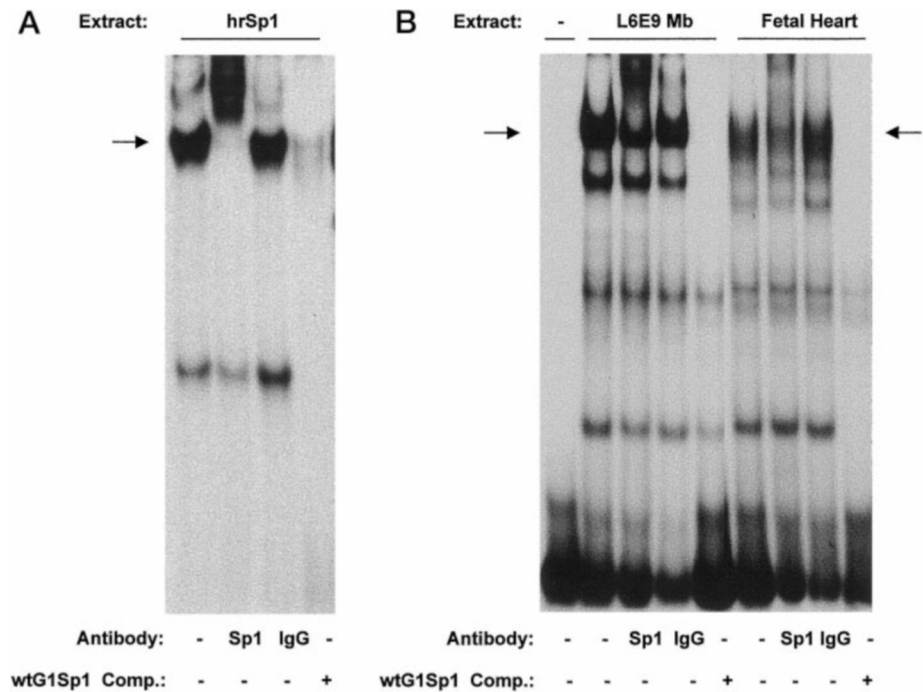 A Extract: hrSp1
B Extract: - L6E9 Mb Fetal Heart
Antibody: - Sp1 IgG -
wtG1Sp1 Comp.: - - - +
Antibody: - - Sp1 IgG - - Sp1 IgG -
wtG1Sp1 Comp.: - - - - + - - - +